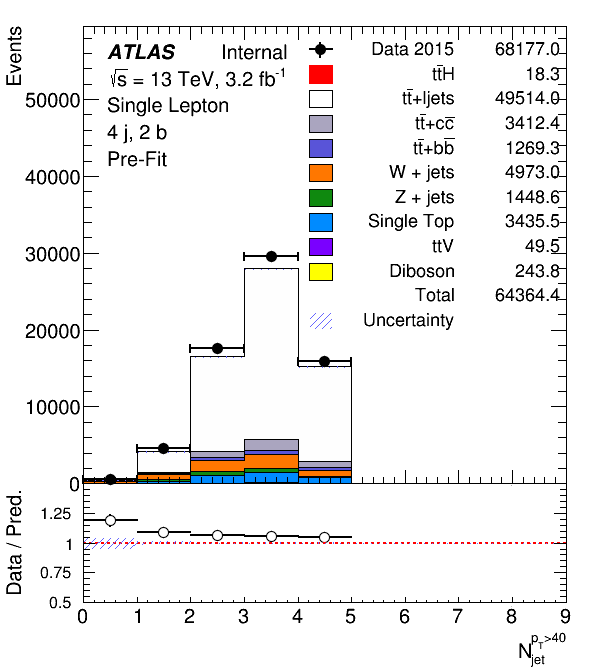 Events
ATLAS Internal
√s = 13 TeV, 3.2 fb⁻¹
Single Lepton
4 j, 2 b
Pre-Fit
Data 2015 68177.0
tt̄H 18.3
tt̄+ljets 49514.0
tt̄+cc̄ 3412.4
tt̄+bb̄ 1269.3
W + jets 4973.0
Z + jets 1448.6
Single Top 3435.5
ttV 49.5
Diboson 243.8
Total 64364.4
Uncertainty
50000
40000
30000
20000
10000
0
Data / Pred.
1.25
1
0.75
0.5
0 1 2 3 4 5 6 7 8 9
N_jet^{p_T>40}